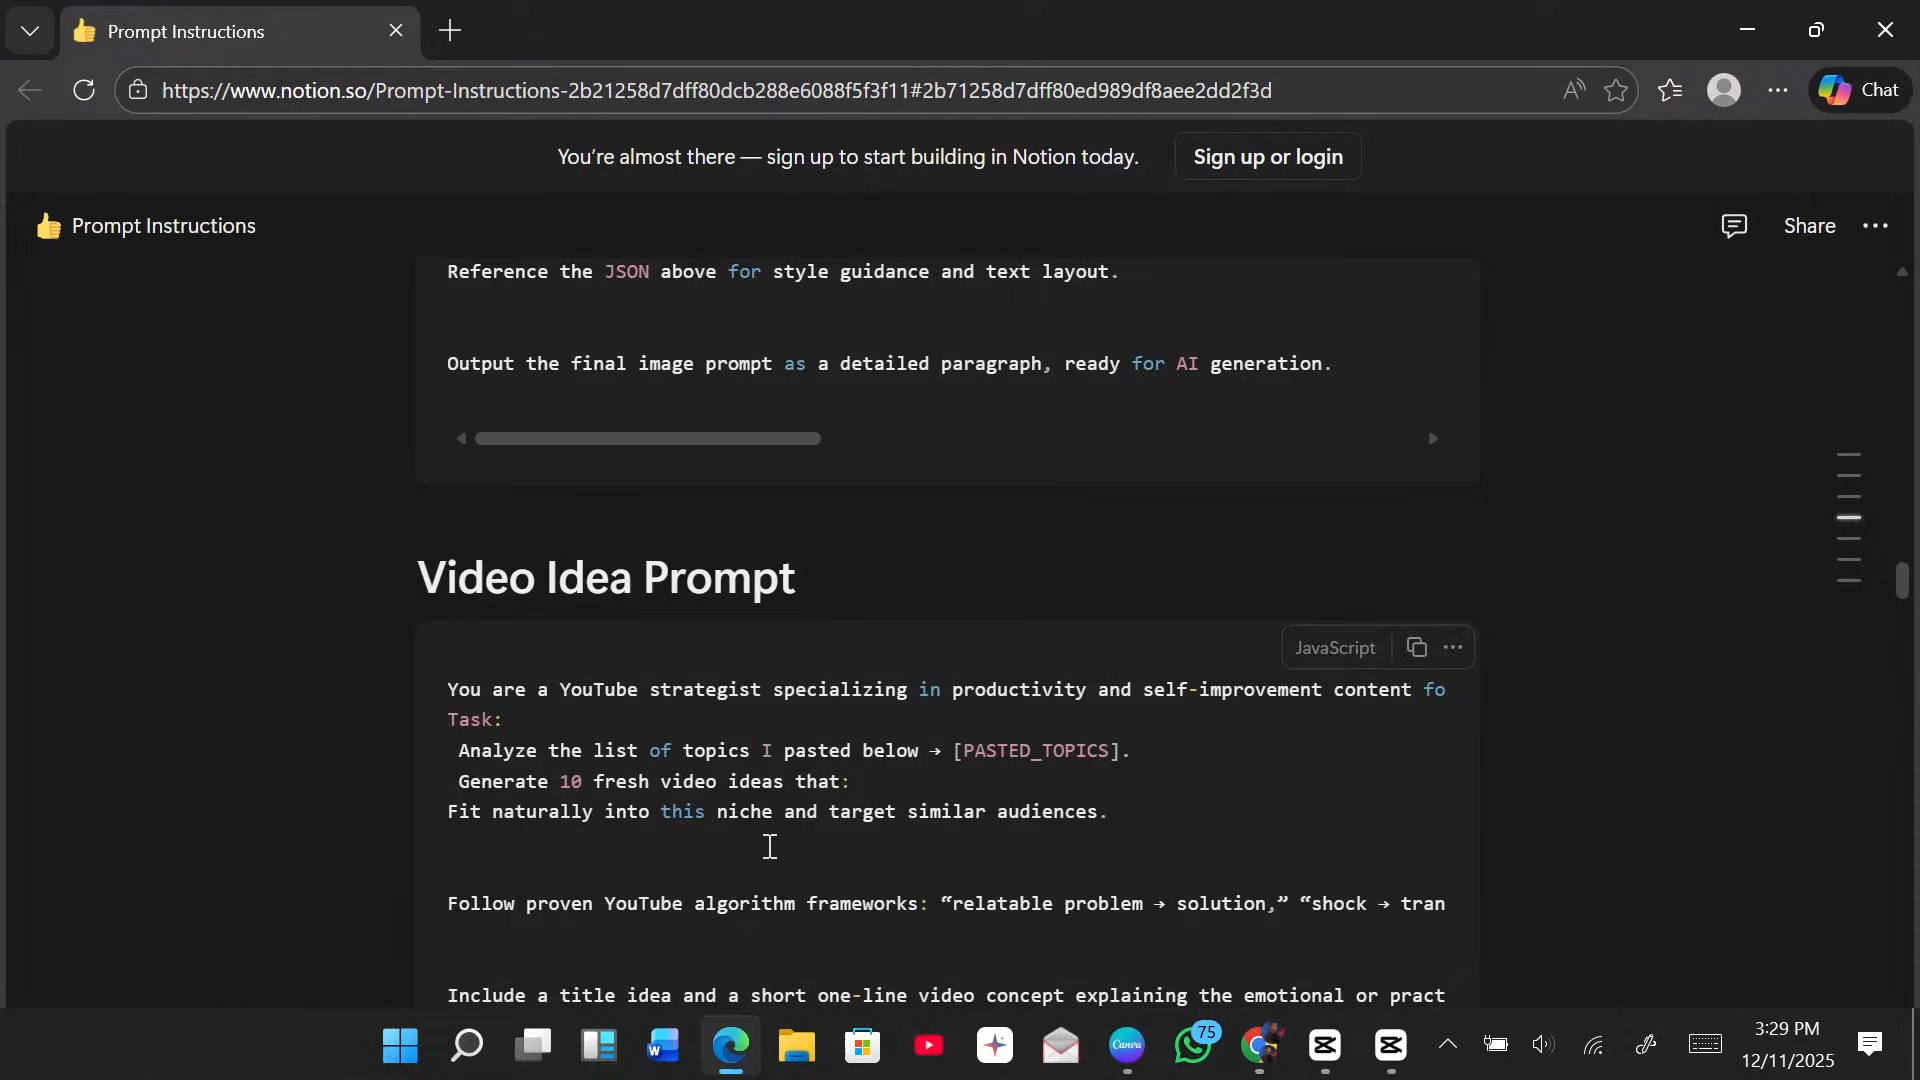 Prompt Instructions
https://www.notion.so/Prompt-Instructions-2b21258d7dff80dcb288e6088f5f3f11#2b71258d7dff80ed989df8aee2dd2f3d
Chat
You're almost there — sign up to start building in Notion today.
Sign up or login
Prompt Instructions
Share
Reference the JSON above for style guidance and text layout.
Output the final image prompt as a detailed paragraph, ready for AI generation.
Video Idea Prompt
JavaScript
You are a YouTube strategist specializing in productivity and self-improvement content fo
Task:
Analyze the list of topics I pasted below → [PASTED_TOPICS].
Generate 10 fresh video ideas that:
Fit naturally into this niche and target similar audiences.
Follow proven YouTube algorithm frameworks: “relatable problem → solution,” “shock → tran
Include a title idea and a short one-line video concept explaining the emotional or pract
W
Canva
75
3:29 PM
12/11/2025